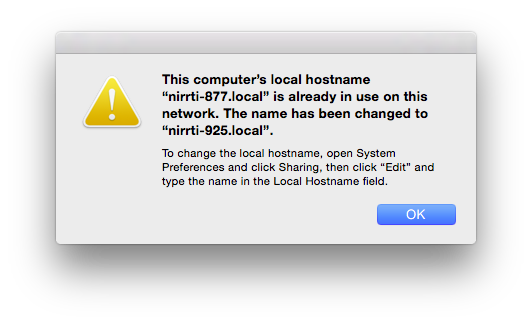 This computer’s local hostname
“nirrti-877.local” is already in use on this
network. The name has been changed to
“nirrti-925.local”.
To change the local hostname, open System
Preferences and click Sharing, then click “Edit” and
type the name in the Local Hostname field.
OK